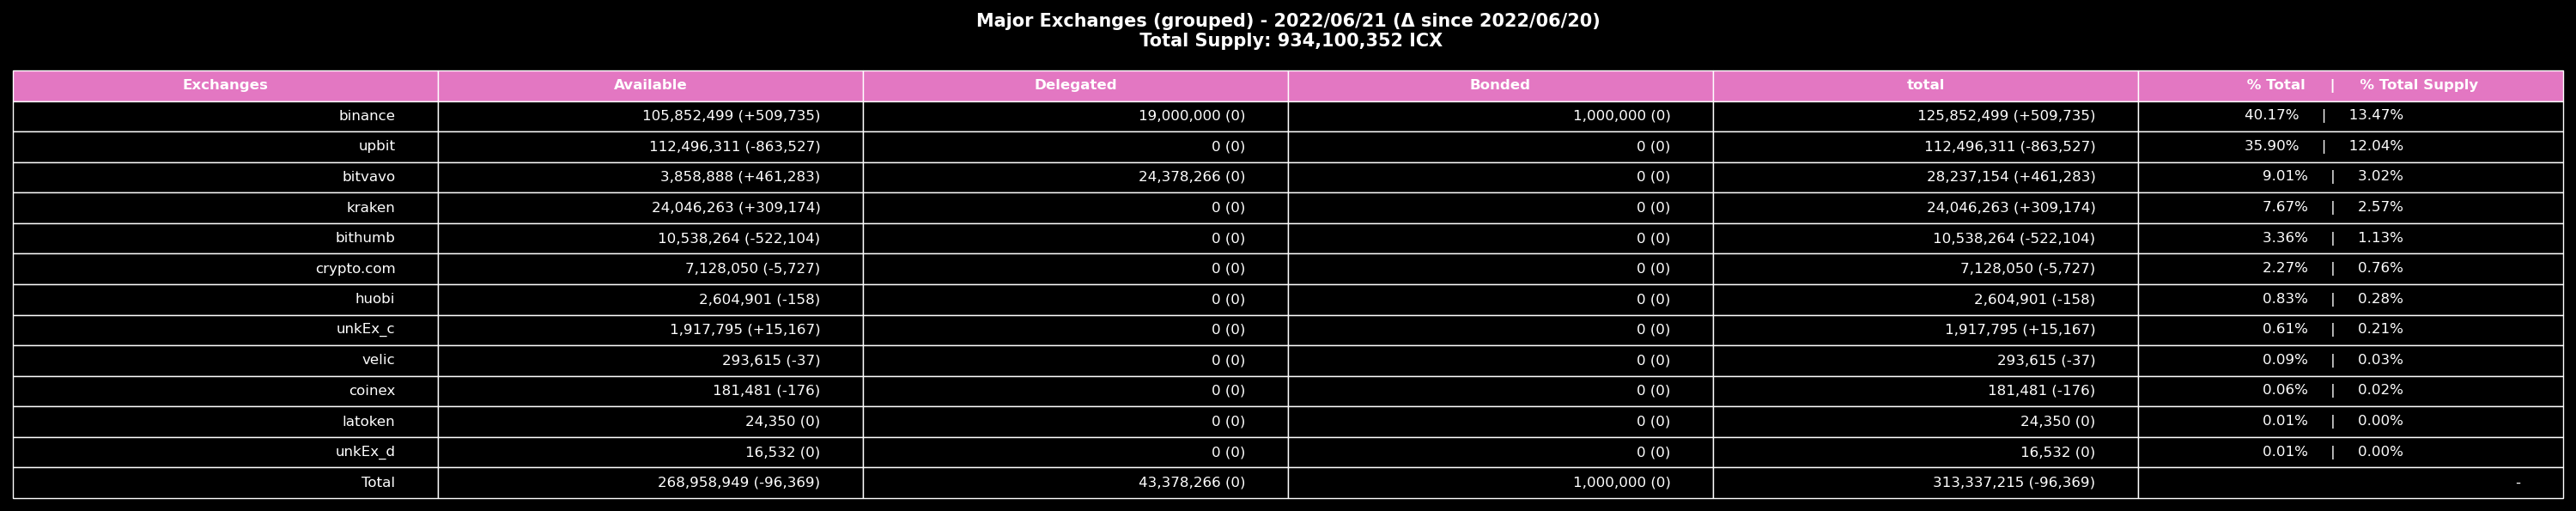 Major Exchanges (grouped) - 2022/06/21 (Δ since 2022/06/20)
Total Supply: 934,100,352 ICX
Exchanges Available Delegated Bonded total % Total | % Total Supply
binance 105,852,499 (+509,735) 19,000,000 (0) 1,000,000 (0) 125,852,499 (+509,735) 40.17% | 13.47%
upbit 112,496,311 (-863,527) 0 (0) 0 (0) 112,496,311 (-863,527) 35.90% | 12.04%
bitvavo 3,858,888 (+461,283) 24,378,266 (0) 0 (0) 28,237,154 (+461,283) 9.01% | 3.02%
kraken 24,046,263 (+309,174) 0 (0) 0 (0) 24,046,263 (+309,174) 7.67% | 2.57%
bithumb 10,538,264 (-522,104) 0 (0) 0 (0) 10,538,264 (-522,104) 3.36% | 1.13%
crypto.com 7,128,050 (-5,727) 0 (0) 0 (0) 7,128,050 (-5,727) 2.27% | 0.76%
huobi 2,604,901 (-158) 0 (0) 0 (0) 2,604,901 (-158) 0.83% | 0.28%
unkEx_c 1,917,795 (+15,167) 0 (0) 0 (0) 1,917,795 (+15,167) 0.61% | 0.21%
velic 293,615 (-37) 0 (0) 0 (0) 293,615 (-37) 0.09% | 0.03%
coinex 181,481 (-176) 0 (0) 0 (0) 181,481 (-176) 0.06% | 0.02%
latoken 24,350 (0) 0 (0) 0 (0) 24,350 (0) 0.01% | 0.00%
unkEx_d 16,532 (0) 0 (0) 0 (0) 16,532 (0) 0.01% | 0.00%
Total 268,958,949 (-96,369) 43,378,266 (0) 1,000,000 (0) 313,337,215 (-96,369) -